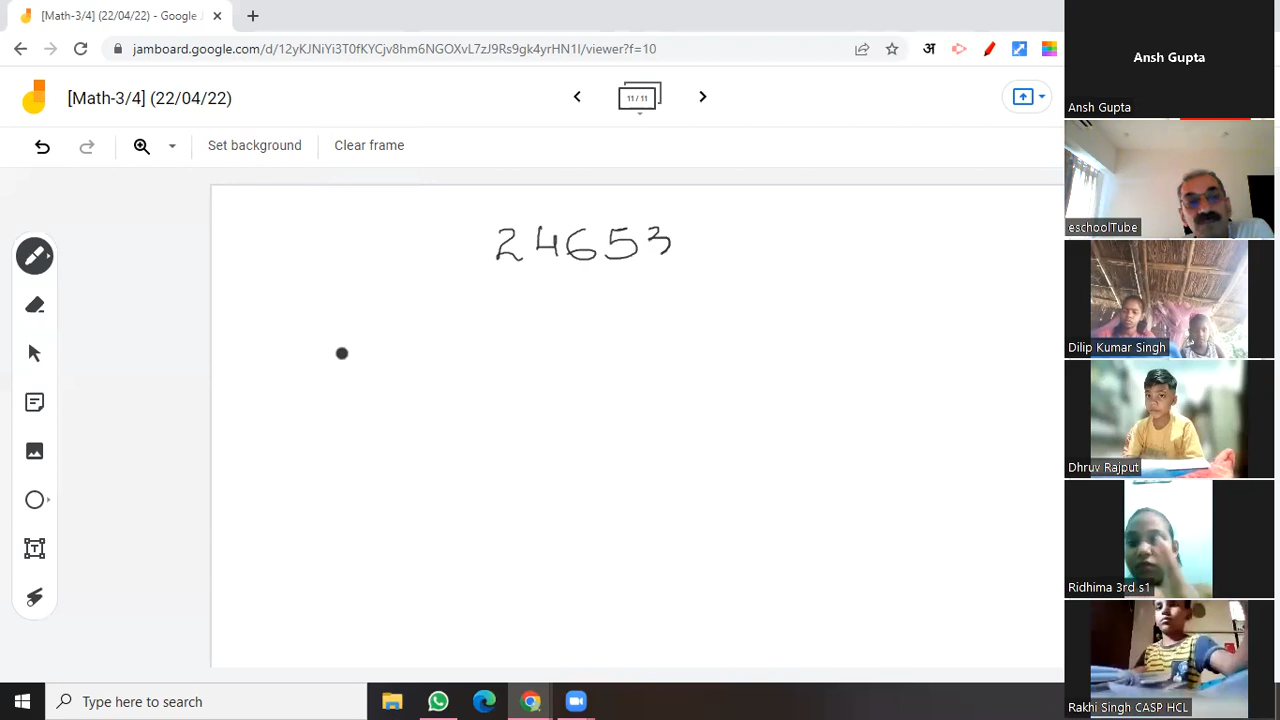 [Math-3/4] (22/04/22) - Google J
jamboard.google.com/d/12yKJNiYi3T0fKYCjv8hm6NGOXvL7zJ9Rs9gk4yrHN1I/viewer?f=10
अ
[Math-3/4] (22/04/22)
11 / 11
Set background
Clear frame
24653
Ansh Gupta
Ansh Gupta
eschoolTube
Dilip Kumar Singh
Dhruv Rajput
Ridhima 3rd s1
Rakhi Singh CASP HCL
Type here to search